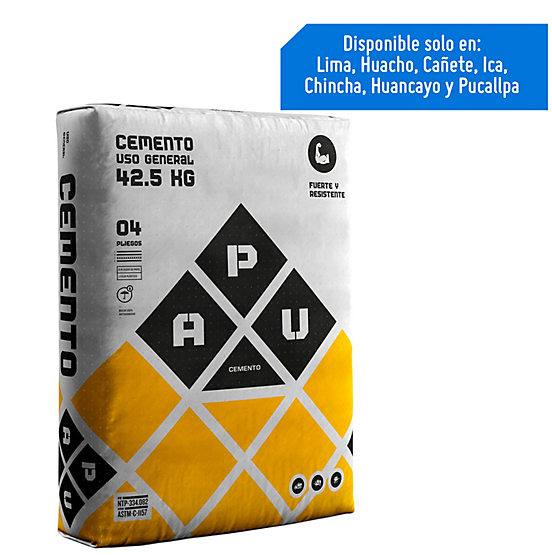 Disponible solo en:
Lima, Huacho, Cañete, Ica,
Chincha, Huancayo y Pucallpa
CEMENTO
USO GENERAL
42.5 KG
FUERTE Y
RESISTENTE
04
PLIEGOS
P
A U
CEMENTO
NTP-334.082
ASTM-C-1157
CEMENTO
P
A
U